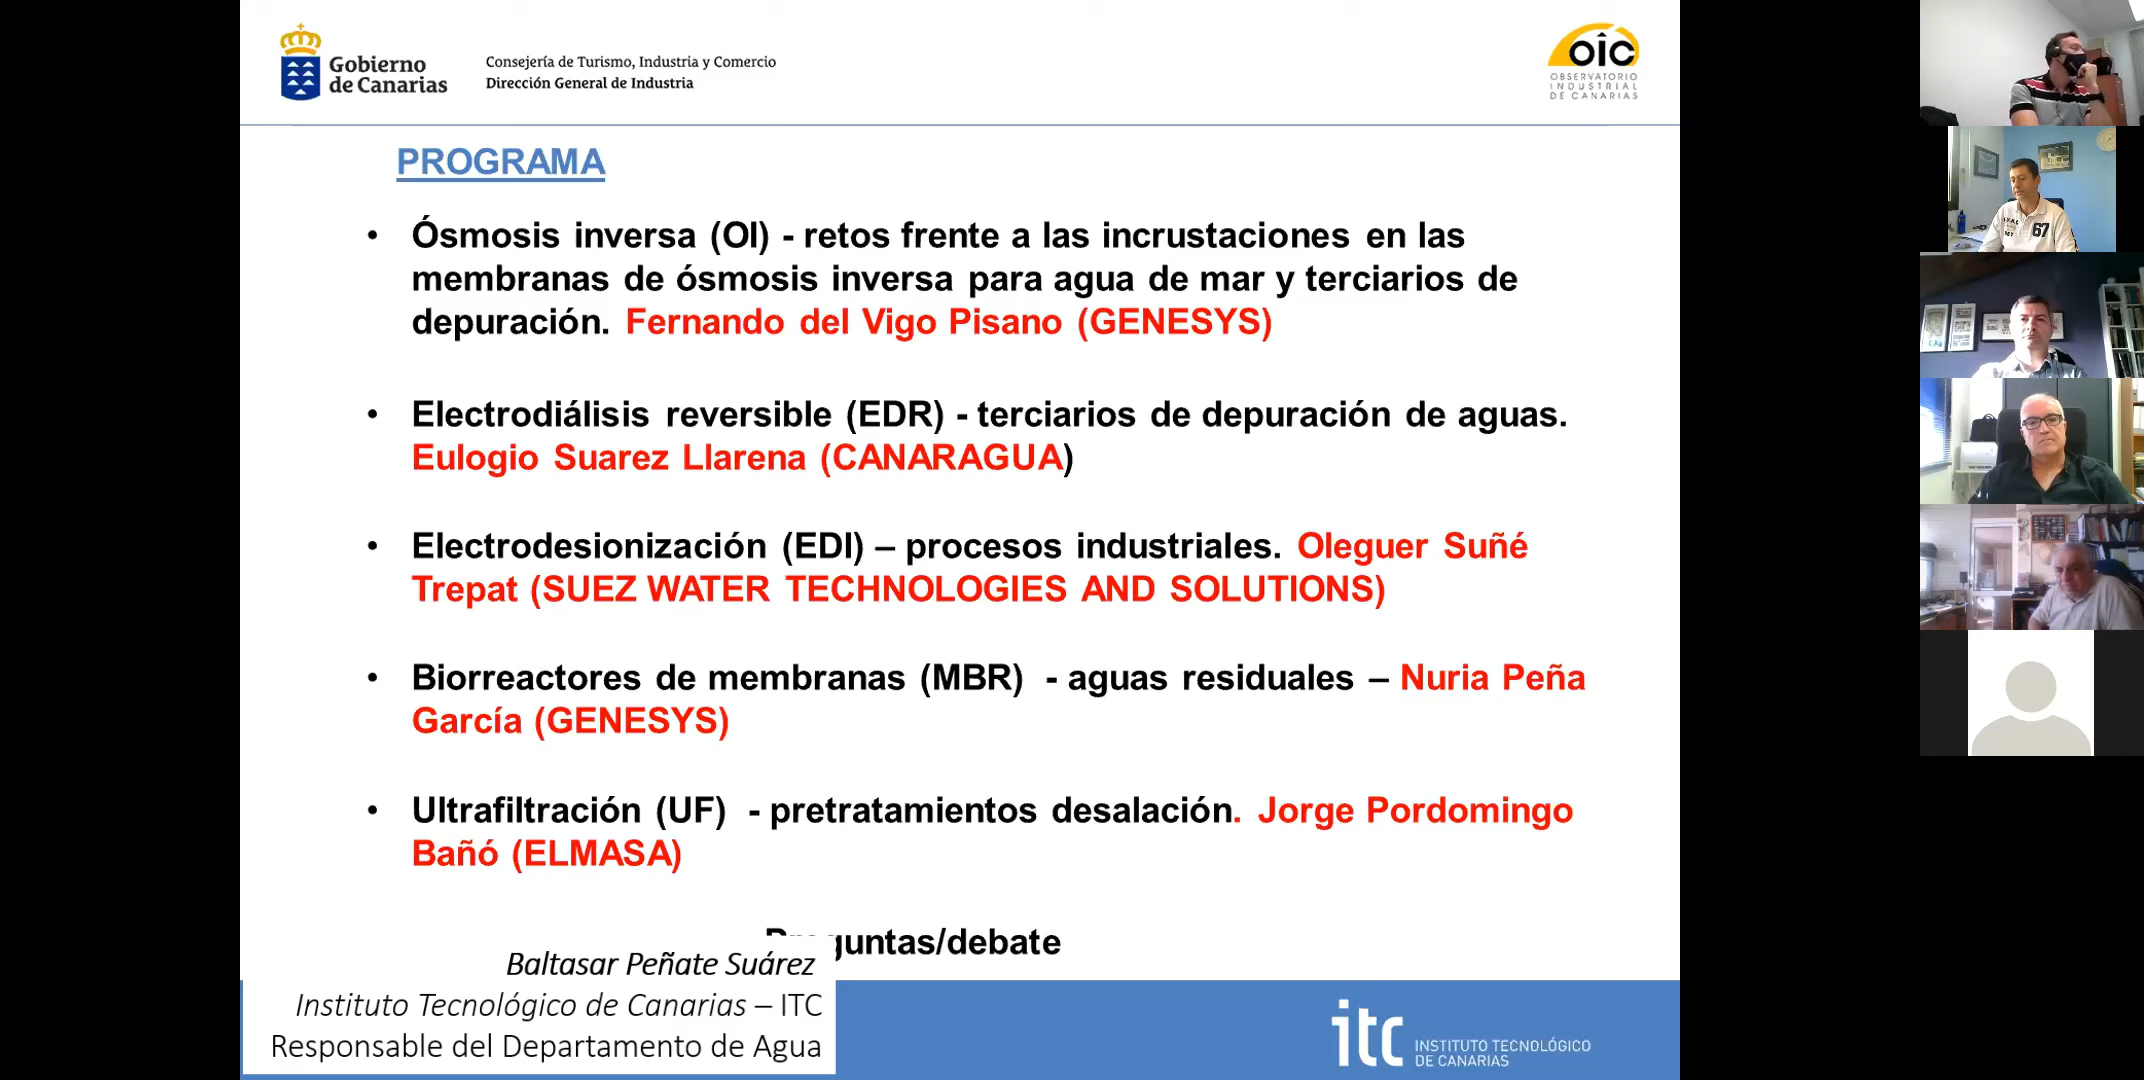 Gobierno
de Canarias
Consejería de Turismo, Industria y Comercio
Dirección General de Industria
oic
OBSERVATORIO
INDUSTRIAL
DE CANARIAS
PROGRAMA
• Ósmosis inversa (OI) - retos frente a las incrustaciones en las
membranas de ósmosis inversa para agua de mar y terciarios de
depuración. Fernando del Vigo Pisano (GENESYS)
• Electrodiálisis reversible (EDR) - terciarios de depuración de aguas.
Eulogio Suarez Llarena (CANARAGUA)
• Electrodesionización (EDI) – procesos industriales. Oleguer Suñé
Trepat (SUEZ WATER TECHNOLOGIES AND SOLUTIONS)
• Biorreactores de membranas (MBR) - aguas residuales – Nuria Peña
García (GENESYS)
• Ultrafiltración (UF) - pretratamientos desalación. Jorge Pordomingo
Bañó (ELMASA)
Preguntas/debate
Baltasar Peñate Suárez
Instituto Tecnológico de Canarias – ITC
Responsable del Departamento de Agua
itc
INSTITUTO TECNOLÓGICO
DE CANARIAS
67